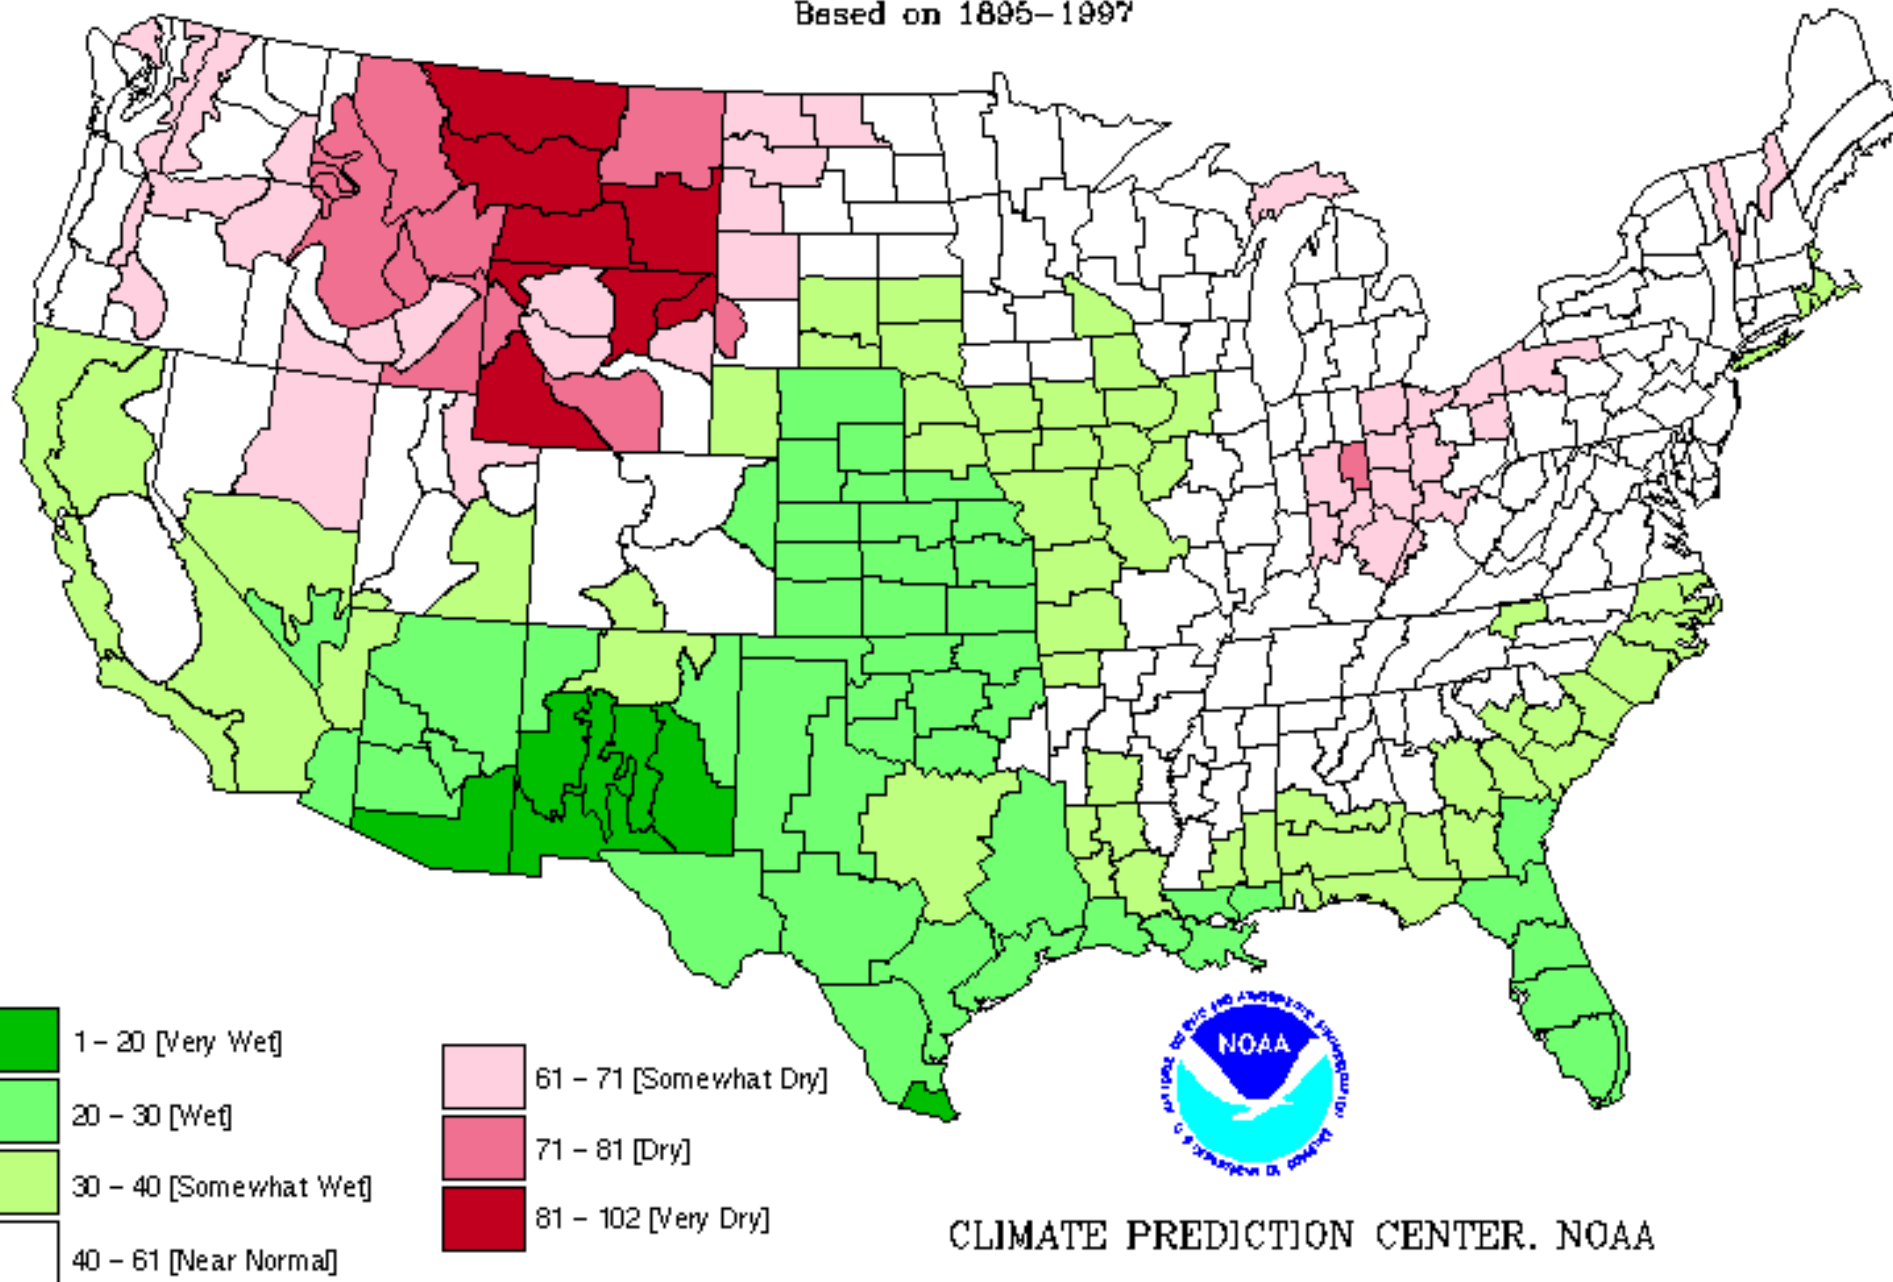 Based on 1895-1997
1 - 20 [Very Wet]
20 - 30 [Wet]
30 - 40 [Somewhat Wet]
40 - 61 [Near Normal]
61 - 71 [Somewhat Dry]
71 - 81 [Dry]
81 - 102 [Very Dry]
NOAA
CLIMATE PREDICTION CENTER. NOAA